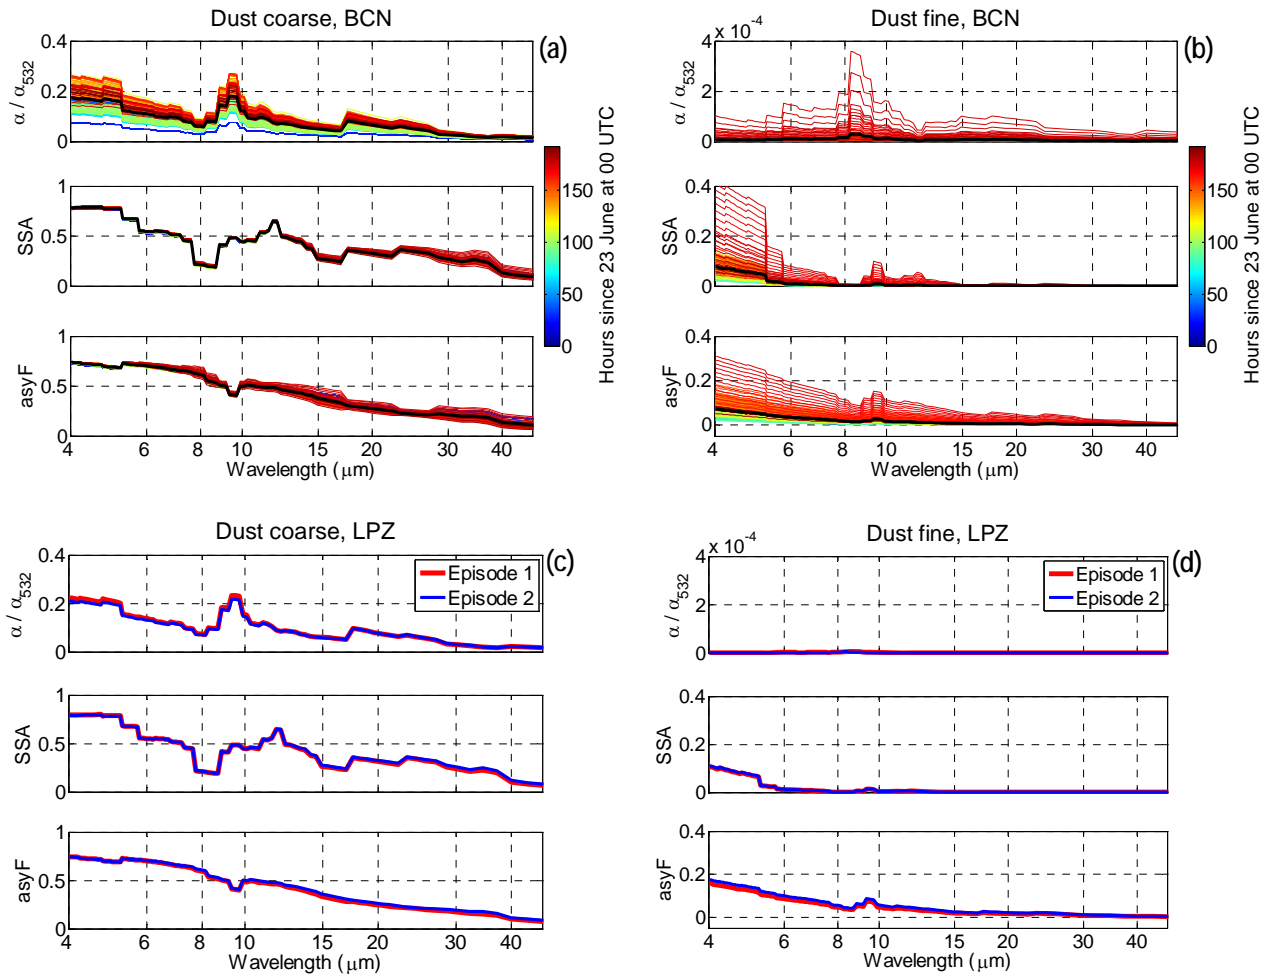 Dust coarse, BCN
(a)
0.4
0.2
0
α / α532
1
0.5
0
SSA
1
0.5
0
asyF
4 6 8 10 15 20 30 40
Wavelength (μm)
150
100
50
0
Hours since 23 June at 00 UTC
Dust fine, BCN
x 10-4
(b)
4
2
0
α / α532
0.4
0.2
0
SSA
0.4
0.2
0
asyF
4 6 8 10 15 20 30 40
Wavelength (μm)
150
100
50
0
Hours since 23 June at 00 UTC
Dust coarse, LPZ
(c)
Episode 1
Episode 2
0.4
0.2
0
α / α532
1
0.5
0
SSA
1
0.5
0
asyF
4 6 8 10 15 20 30 40
Wavelength (μm)
Dust fine, LPZ
x 10-4
(d)
Episode 1
Episode 2
4
2
0
α / α532
0.4
0.2
0
SSA
0.4
0.2
0
asyF
4 6 8 10 15 20 30 40
Wavelength (μm)